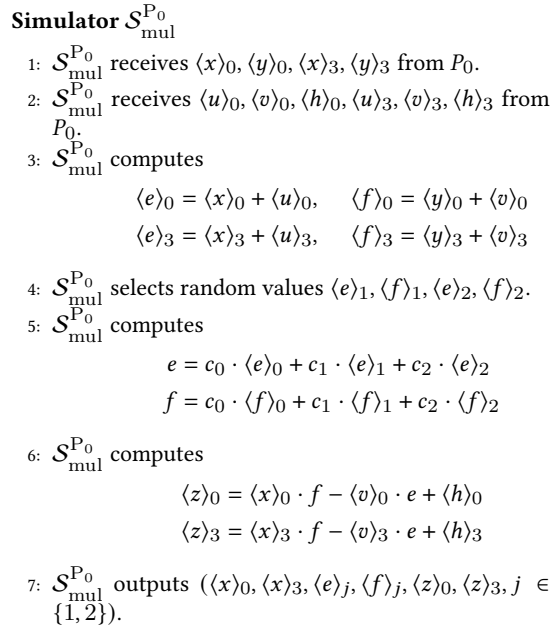 Simulator 𝒮_mul^P₀
1: 𝒮_mul^P₀ receives ⟨x⟩₀, ⟨y⟩₀, ⟨x⟩₃, ⟨y⟩₃ from P₀.
2: 𝒮_mul^P₀ receives ⟨u⟩₀, ⟨v⟩₀, ⟨h⟩₀, ⟨u⟩₃, ⟨v⟩₃, ⟨h⟩₃ from
P₀.
3: 𝒮_mul^P₀ computes
⟨e⟩₀ = ⟨x⟩₀ + ⟨u⟩₀, ⟨f⟩₀ = ⟨y⟩₀ + ⟨v⟩₀
⟨e⟩₃ = ⟨x⟩₃ + ⟨u⟩₃, ⟨f⟩₃ = ⟨y⟩₃ + ⟨v⟩₃
4: 𝒮_mul^P₀ selects random values ⟨e⟩₁, ⟨f⟩₁, ⟨e⟩₂, ⟨f⟩₂.
5: 𝒮_mul^P₀ computes
e = c₀ · ⟨e⟩₀ + c₁ · ⟨e⟩₁ + c₂ · ⟨e⟩₂
f = c₀ · ⟨f⟩₀ + c₁ · ⟨f⟩₁ + c₂ · ⟨f⟩₂
6: 𝒮_mul^P₀ computes
⟨z⟩₀ = ⟨x⟩₀ · f − ⟨v⟩₀ · e + ⟨h⟩₀
⟨z⟩₃ = ⟨x⟩₃ · f − ⟨v⟩₃ · e + ⟨h⟩₃
7: 𝒮_mul^P₀ outputs (⟨x⟩₀, ⟨x⟩₃, ⟨e⟩ⱼ, ⟨f⟩ⱼ, ⟨z⟩₀, ⟨z⟩₃, j ∈
{1, 2}).